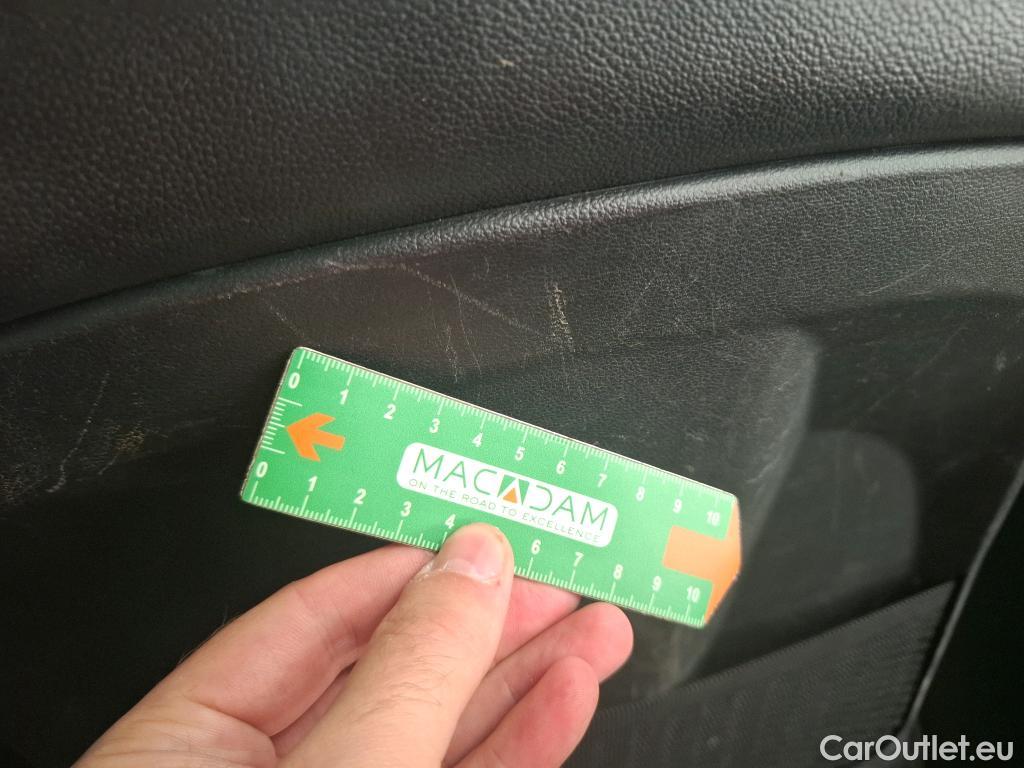 0 1 2 3 4 5 6 7 8 9 10
MACADAM
ON THE ROAD TO EXCELLENCE
0 1 2 3 4 6 7 8 9 10
CarOutlet.eu